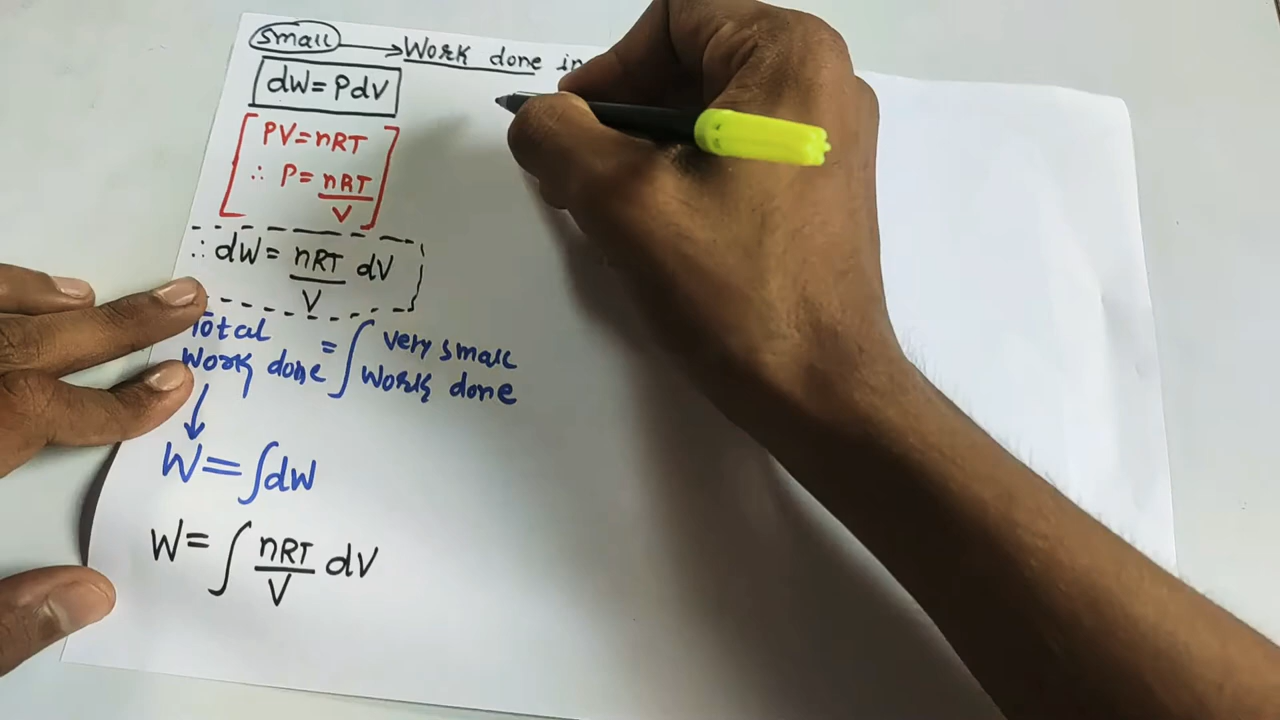 small → Work done in
dW = PdV
PV = nRT
∴ P = nRT/V
∴ dW = nRT/V dV
Total work done = ∫ very small work done
W = ∫dW
W = ∫ nRT/V dV